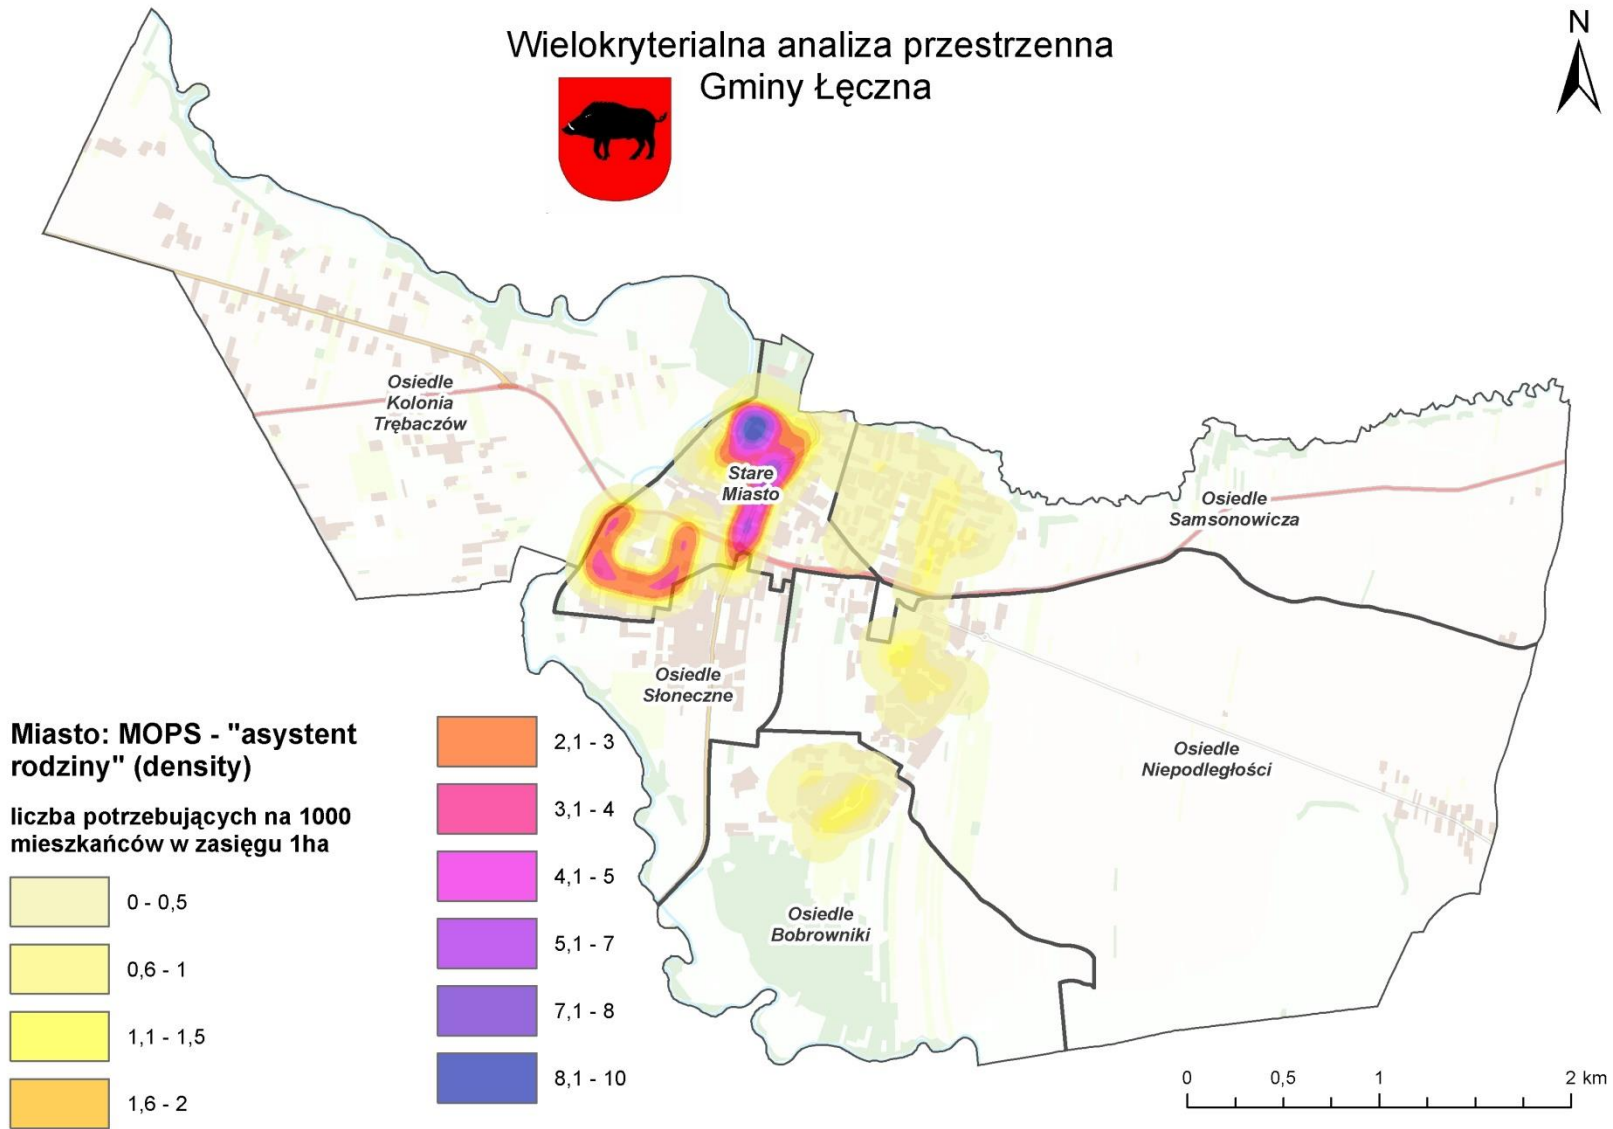 Wielokryterialna analiza przestrzenna
Gminy Łęczna
N
Osiedle
Kolonia
Trębaczów
Stare
Miasto
Osiedle
Samsonowicza
Osiedle
Słoneczne
Osiedle
Niepodległości
Osiedle
Bobrowniki
Miasto: MOPS - "asystent
rodziny" (density)
liczba potrzebujących na 1000
mieszkańców w zasięgu 1ha
0 - 0,5
0,6 - 1
1,1 - 1,5
1,6 - 2
2,1 - 3
3,1 - 4
4,1 - 5
5,1 - 7
7,1 - 8
8,1 - 10
0 0,5 1 2 km